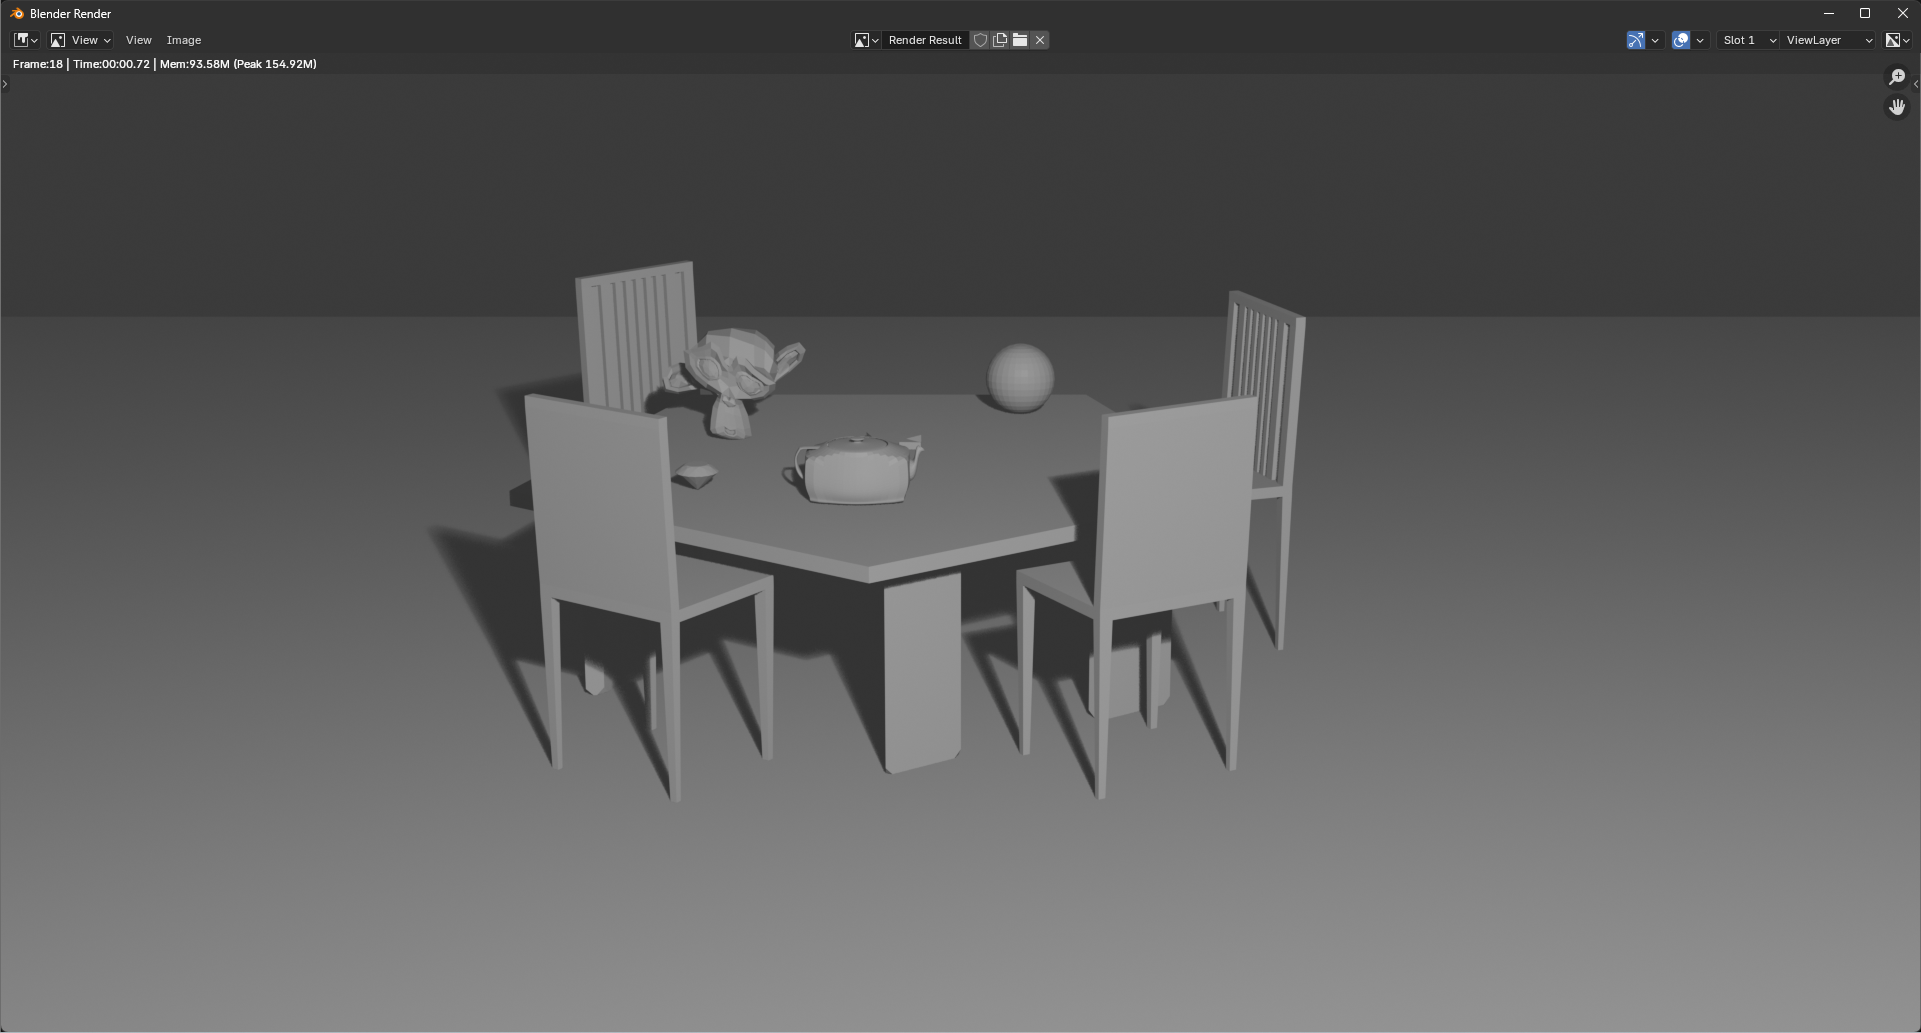 Blender Render
View View Image Render Result Slot 1 ViewLayer
Frame:18 | Time:00:00.72 | Mem:93.58M (Peak 154.92M)